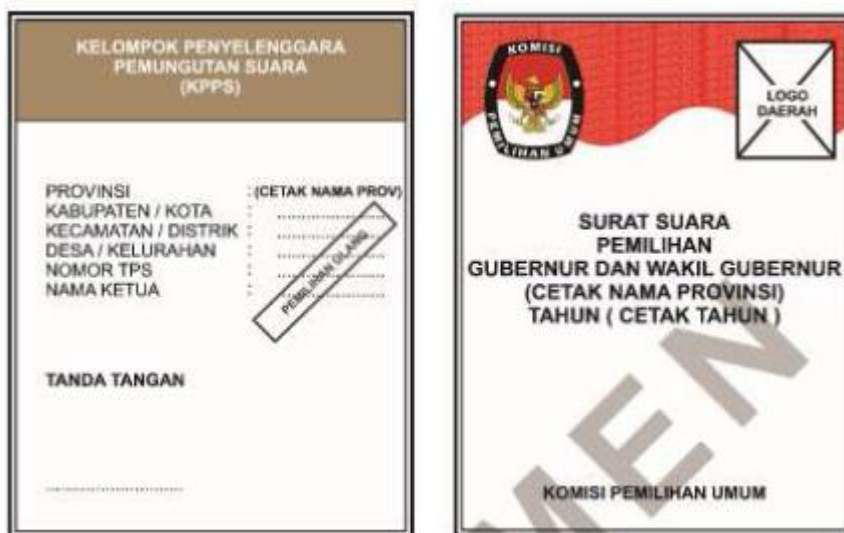 KELOMPOK PENYELENGGARA
PEMUNGUTAN SUARA
(KPPS)
PROVINSI : (CETAK NAMA PROV)
KABUPATEN / KOTA : ........................
KECAMATAN / DISTRIK : ........................
DESA / KELURAHAN : ........................
NOMOR TPS : ........................
NAMA KETUA : ........................
PEMILIHAN ULANG
TANDA TANGAN
................................
KOMISI
PEMILIHAN UMUM
LOGO
DAERAH
SURAT SUARA
PEMILIHAN
GUBERNUR DAN WAKIL GUBERNUR
(CETAK NAMA PROVINSI)
TAHUN ( CETAK TAHUN )
KOMISI PEMILIHAN UMUM
MEN